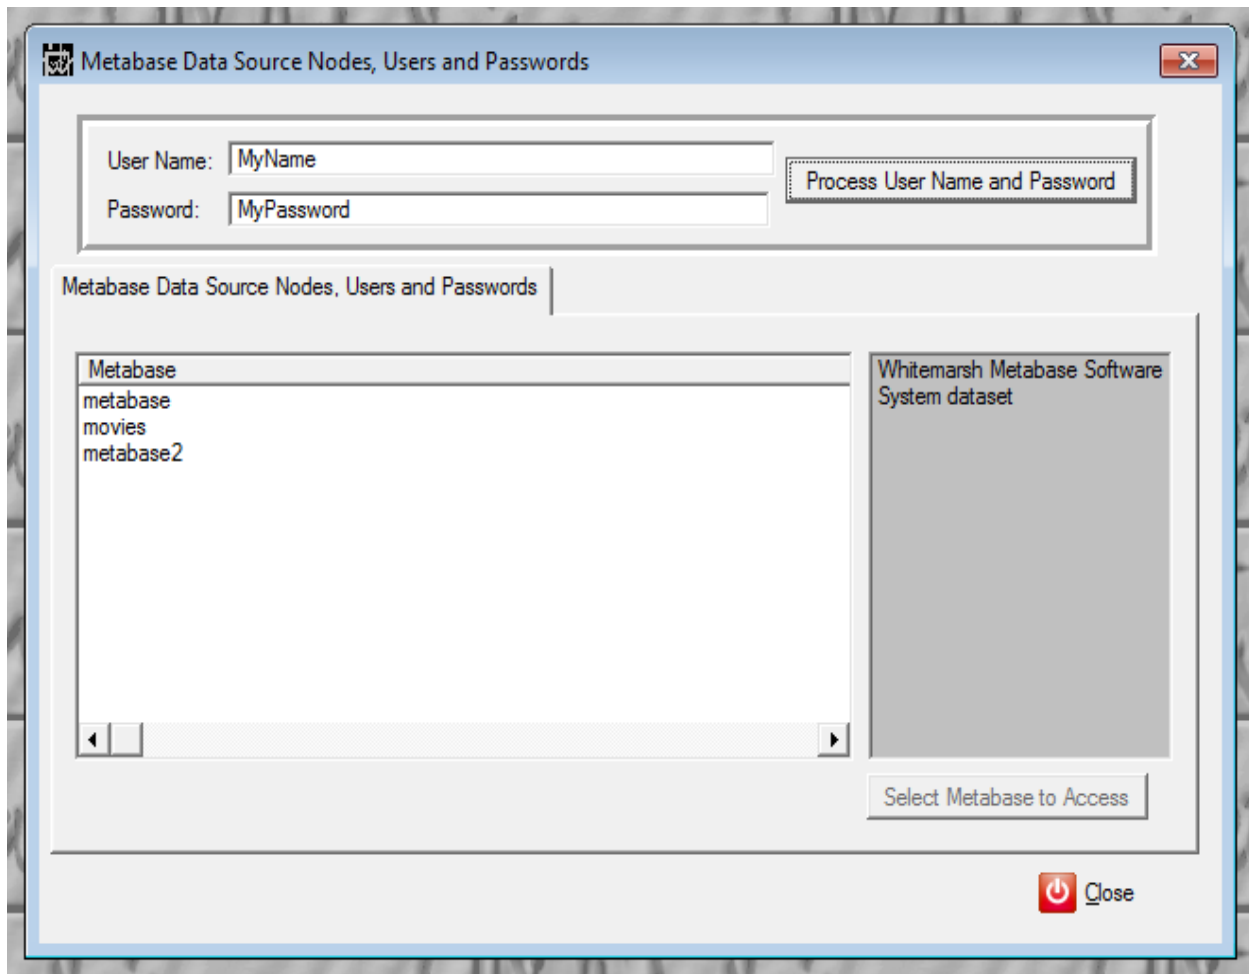 Metabase Data Source Nodes, Users and Passwords
User Name: MyName
Process User Name and Password
Password: MyPassword
Metabase Data Source Nodes, Users and Passwords
Metabase
metabase
movies
metabase2
Whitemarsh Metabase Software
System dataset
Select Metabase to Access
Close